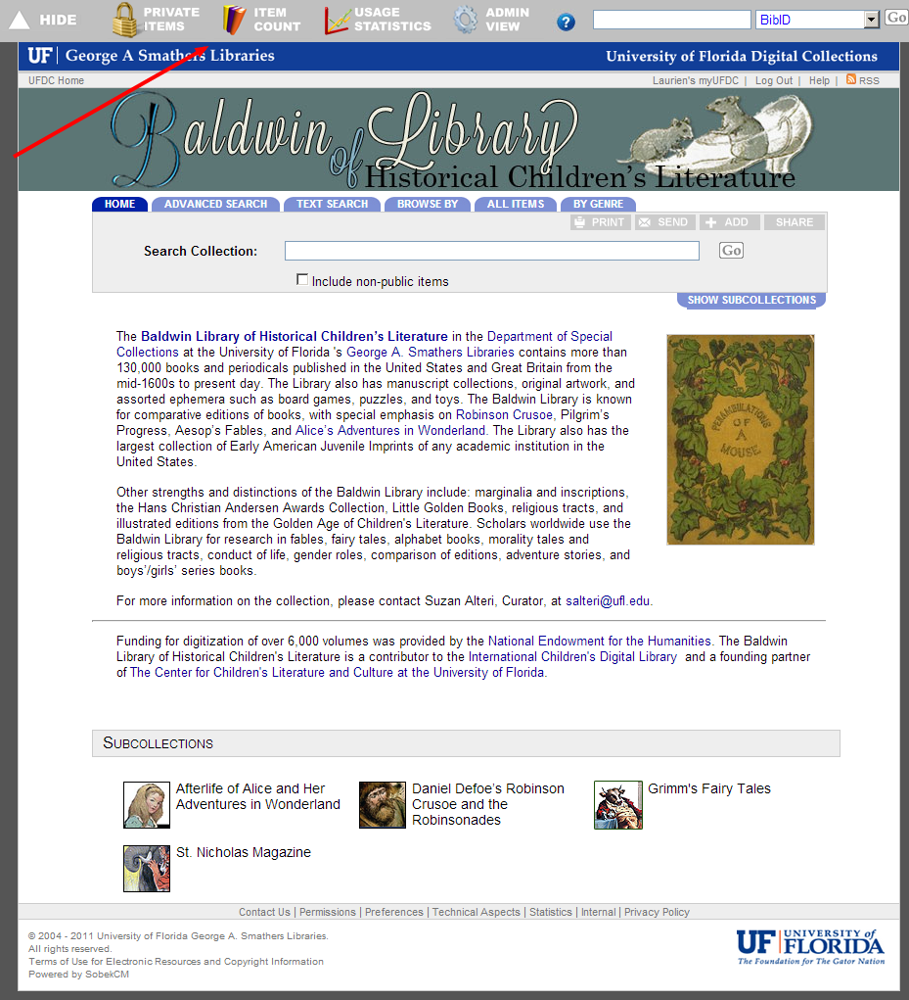 HIDE
PRIVATE ITEMS
ITEM COUNT
USAGE STATISTICS
ADMIN VIEW
?
BibID
Go
UF George A Smathers Libraries
University of Florida Digital Collections
UFDC Home
Laurien's myUFDC | Log Out | Help | RSS
Baldwin Library
of Historical Children's Literature
HOME ADVANCED SEARCH TEXT SEARCH BROWSE BY ALL ITEMS BY GENRE
PRINT SEND ADD SHARE
Search Collection: Go
Include non-public items
SHOW SUBCOLLECTIONS
The Baldwin Library of Historical Children's Literature in the Department of Special
Collections at the University of Florida 's George A. Smathers Libraries contains more than
130,000 books and periodicals published in the United States and Great Britain from the
mid-1600s to present day. The Library also has manuscript collections, original artwork, and
assorted ephemera such as board games, puzzles, and toys. The Baldwin Library is known
for comparative editions of books, with special emphasis on Robinson Crusoe, Pilgrim's
Progress, Aesop's Fables, and Alice's Adventures in Wonderland. The Library also has the
largest collection of Early American Juvenile Imprints of any academic institution in the
United States.
PERAMBULATIONS
OF
A
MOUSE
Other strengths and distinctions of the Baldwin Library include: marginalia and inscriptions,
the Hans Christian Andersen Awards Collection, Little Golden Books, religious tracts, and
illustrated editions from the Golden Age of Children's Literature. Scholars worldwide use the
Baldwin Library for research in fables, fairy tales, alphabet books, morality tales and
religious tracts, conduct of life, gender roles, comparison of editions, adventure stories, and
boys'/girls' series books.
For more information on the collection, please contact Suzan Alteri, Curator, at salteri@ufl.edu.
Funding for digitization of over 6,000 volumes was provided by the National Endowment for the Humanities. The Baldwin
Library of Historical Children's Literature is a contributor to the International Children's Digital Library and a founding partner
of The Center for Children's Literature and Culture at the University of Florida.
SUBCOLLECTIONS
Afterlife of Alice and Her
Adventures in Wonderland
Daniel Defoe's Robinson
Crusoe and the
Robinsonades
Grimm's Fairy Tales
St. Nicholas Magazine
Contact Us | Permissions | Preferences | Technical Aspects | Statistics | Internal | Privacy Policy
© 2004 - 2011 University of Florida George A. Smathers Libraries.
All rights reserved.
Terms of Use for Electronic Resources and Copyright Information
Powered by SobekCM
UF UNIVERSITY of
FLORIDA
The Foundation for The Gator Nation